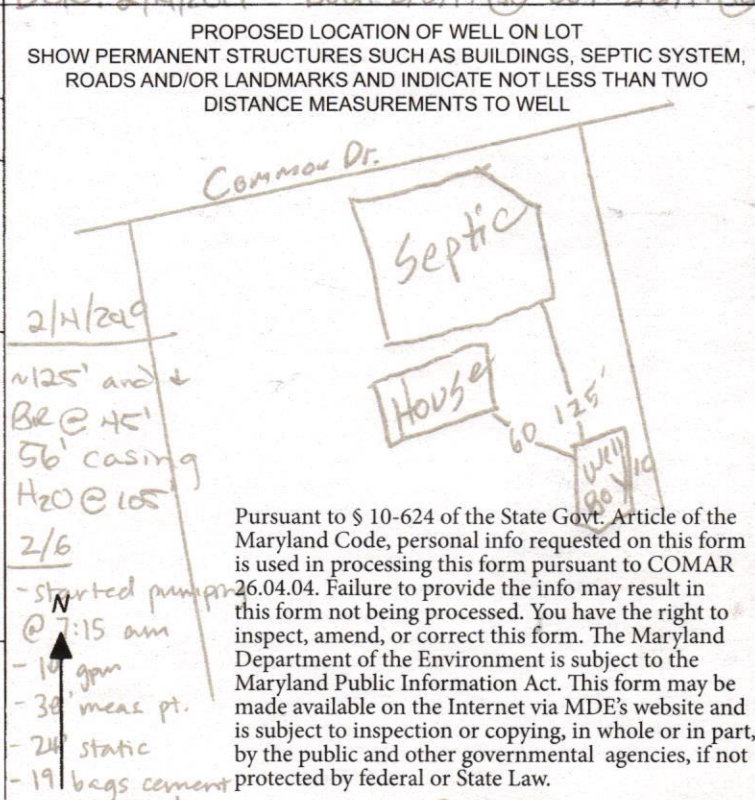 PROPOSED LOCATION OF WELL ON LOT
SHOW PERMANENT STRUCTURES SUCH AS BUILDINGS, SEPTIC SYSTEM,
ROADS AND/OR LANDMARKS AND INDICATE NOT LESS THAN TWO
DISTANCE MEASUREMENTS TO WELL
Common Dr.
Septic
House
60
125'
Well
Box
10
~125' and ↓
BR @ 45'
56' casing
H2O @ 105'
2/6
- started pumping
@ 7:15 am
gpm
- 38' meas pt.
- 24' static
- 19 bags cement
N
Pursuant to § 10-624 of the State Govt. Article of the
Maryland Code, personal info requested on this form
is used in processing this form pursuant to COMAR
26.04.04. Failure to provide the info may result in
this form not being processed. You have the right to
inspect, amend, or correct this form. The Maryland
Department of the Environment is subject to the
Maryland Public Information Act. This form may be
made available on the Internet via MDE's website and
is subject to inspection or copying, in whole or in part,
by the public and other governmental agencies, if not
protected by federal or State Law.